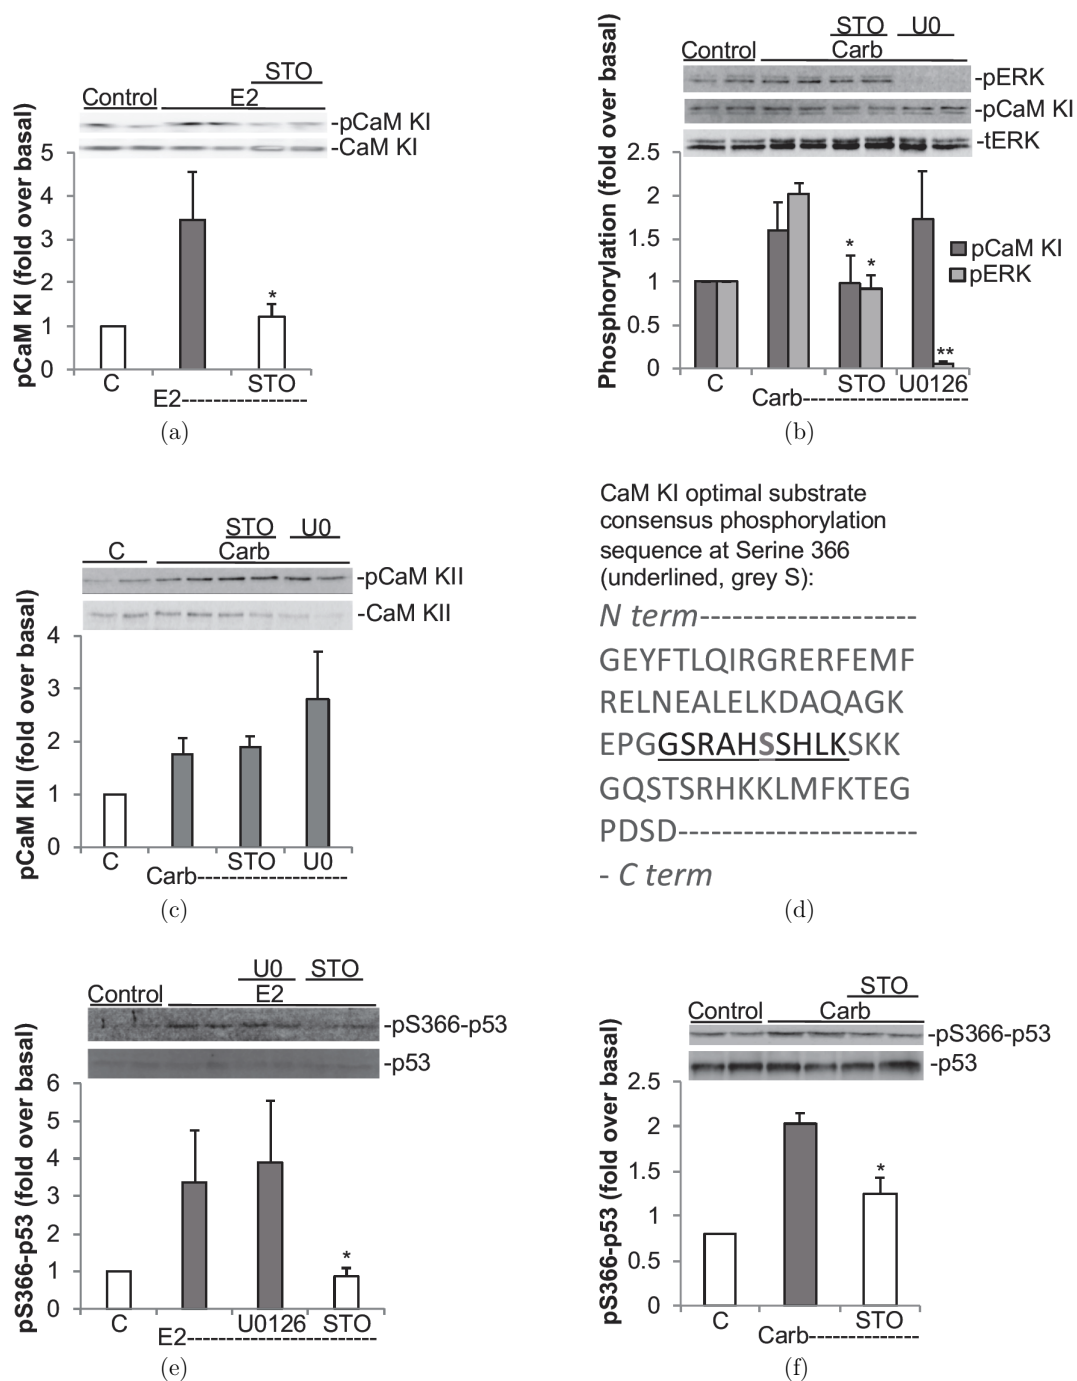 STO
Control E2
-pCaM KI
-CaM KI
pCaM KI (fold over basal)
5
4
3
2
1
0
*
C STO
E2-----------------
(a)
STO U0
Control Carb
-pERK
-pCaM KI
-tERK
Phosphorylation (fold over basal)
2.5
2
1.5
1
0.5
0
* * **
pCaM KI
pERK
C STO U0126
Carb----------------------
(b)
STO U0
C Carb
-pCaM KII
-CaM KII
pCaM KII (fold over basal)
4
3
2
1
0
C STO U0
Carb--------------------
(c)
CaM KI optimal substrate
consensus phosphorylation
sequence at Serine 366
(underlined, grey S):
N term--------------------
GEYFTLQIRGRERFEMF
RELNEALELKDAQAGK
EPGGSRAHSSHLKSKK
GQSTSRHKKLMFKTEG
PDSD----------------------
- C term
(d)
U0 STO
Control E2
-pS366-p53
-p53
pS366-p53 (fold over basal)
6
5
4
3
2
1
0
*
C U0126 STO
E2-------------------------
(e)
STO
Control Carb
-pS366-p53
-p53
pS366-p53 (fold over basal)
2.5
2
1.5
1
0.5
0
*
C STO
Carb---------------
(f)